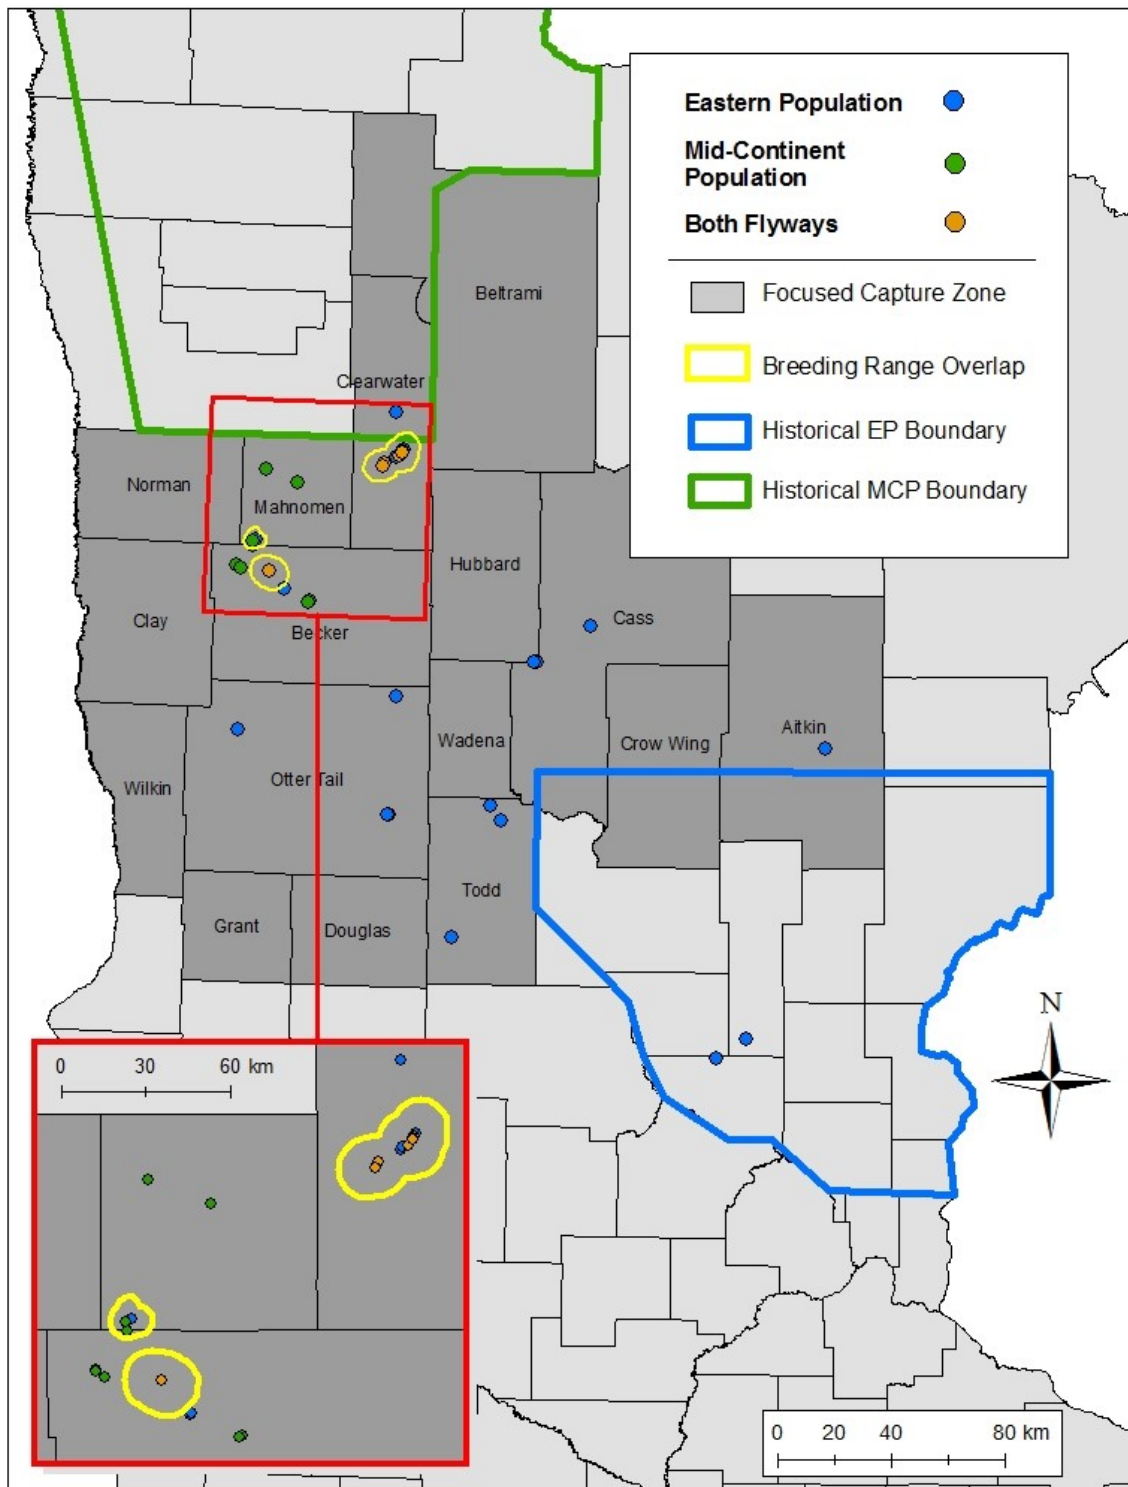 Eastern Population
Mid-Continent
Population
Both Flyways
Focused Capture Zone
Breeding Range Overlap
Historical EP Boundary
Historical MCP Boundary
Beltrami
Clearwater
Norman
Mahnomen
Hubbard
Clay
Becker
Cass
Wadena
Crow Wing
Aitkin
Wilkin
Otter Tail
Todd
Grant
Douglas
N
0 30 60 km
0 20 40 80 km